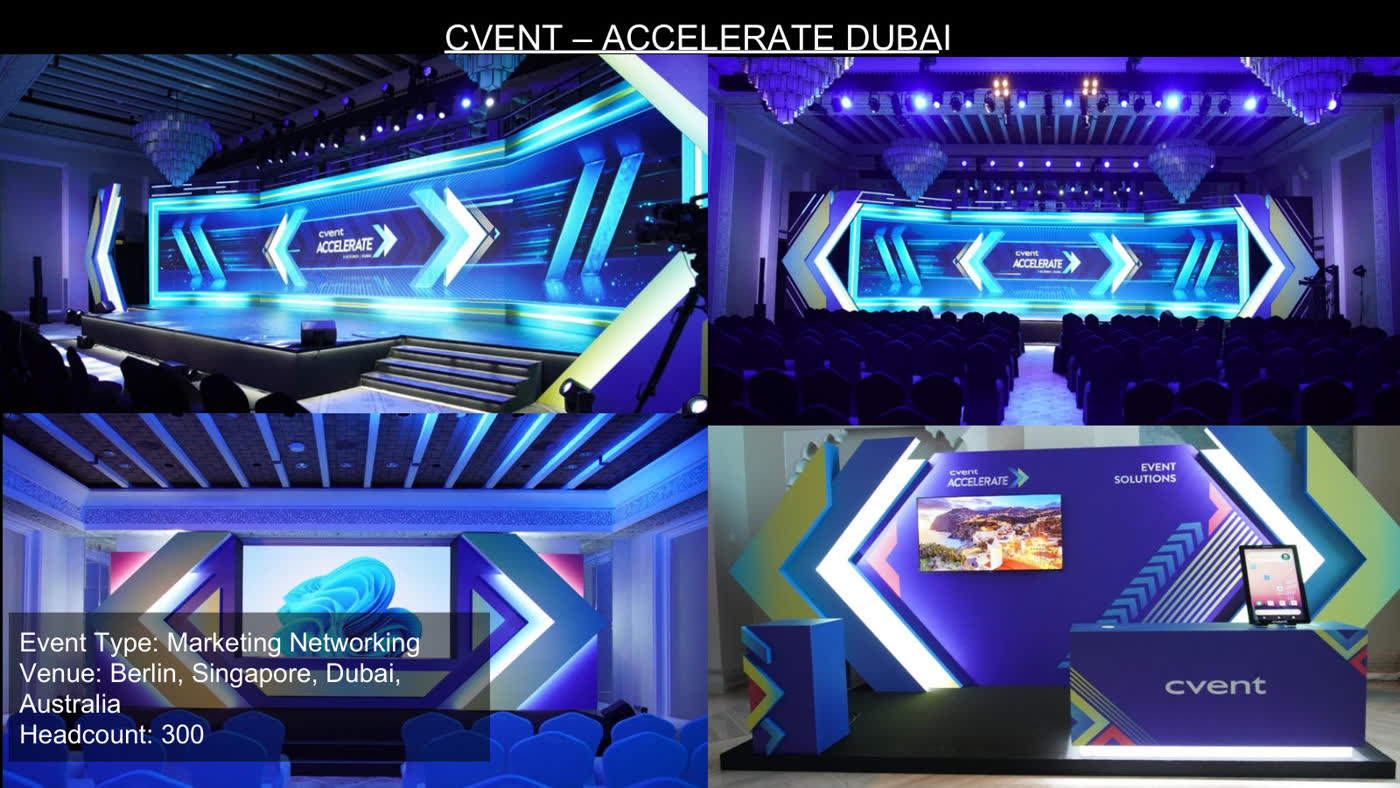 CVENT – ACCELERATE DUBAI
cvent
ACCELERATE
cvent
ACCELERATE
cvent
ACCELERATE
EVENT
SOLUTIONS
cvent
Event Type: Marketing Networking
Venue: Berlin, Singapore, Dubai,
Australia
Headcount: 300